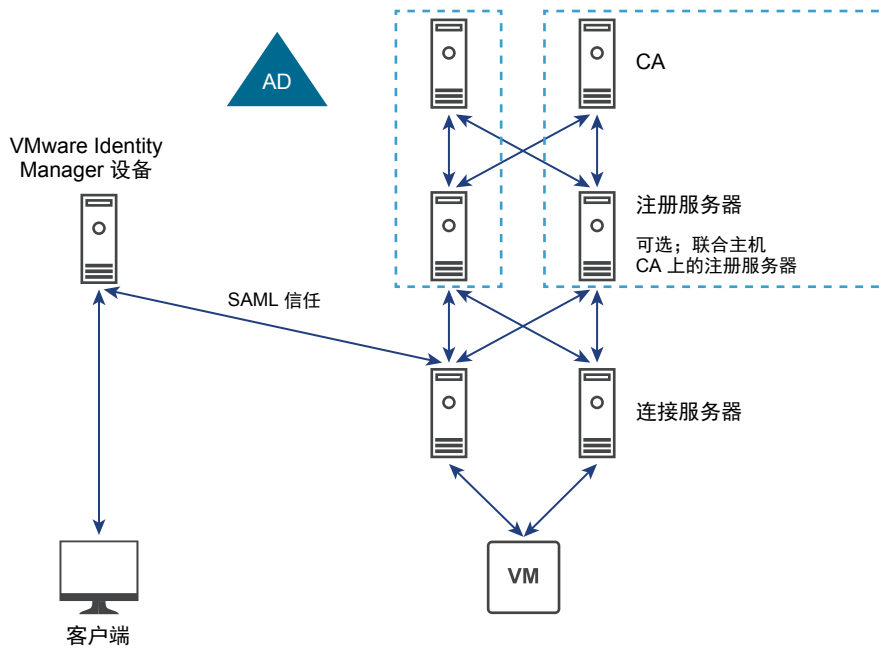 AD
CA
VMware Identity
Manager 设备
注册服务器
可选；联合主机
CA 上的注册服务器
SAML 信任
连接服务器
VM
客户端